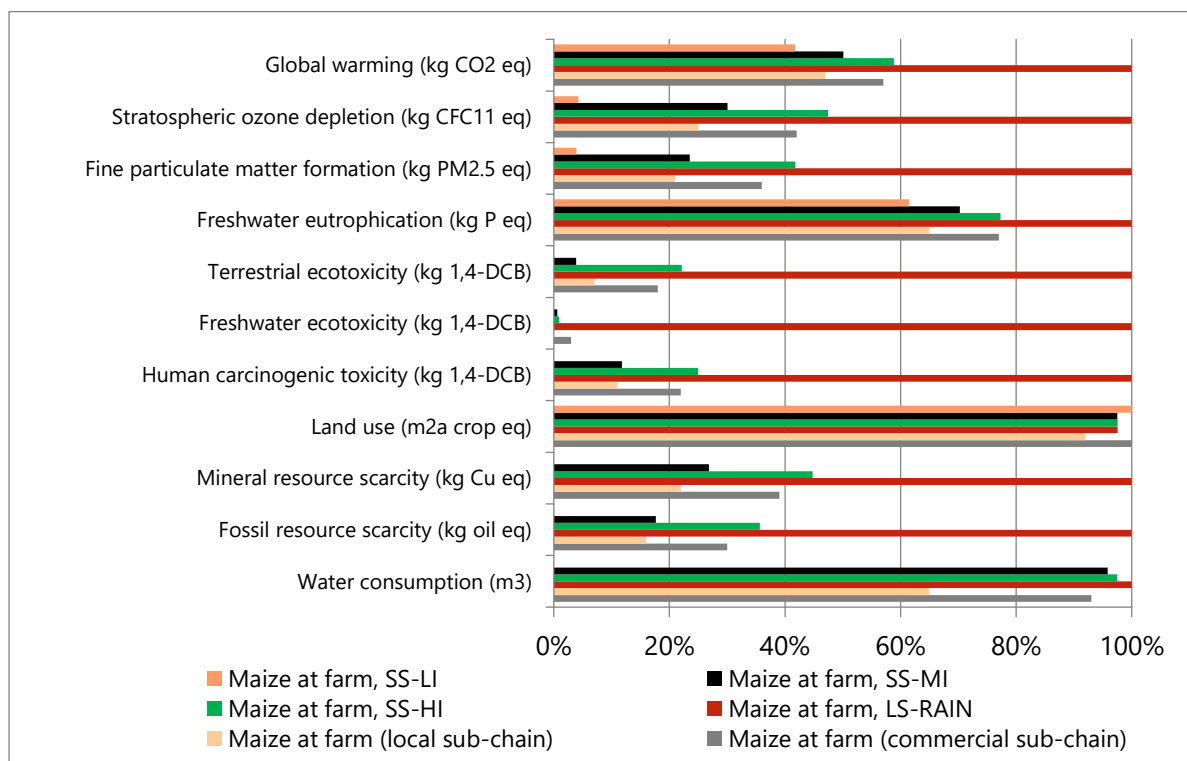 Global warming (kg CO2 eq)
Stratospheric ozone depletion (kg CFC11 eq)
Fine particulate matter formation (kg PM2.5 eq)
Freshwater eutrophication (kg P eq)
Terrestrial ecotoxicity (kg 1,4-DCB)
Freshwater ecotoxicity (kg 1,4-DCB)
Human carcinogenic toxicity (kg 1,4-DCB)
Land use (m2a crop eq)
Mineral resource scarcity (kg Cu eq)
Fossil resource scarcity (kg oil eq)
Water consumption (m3)
0% 20% 40% 60% 80% 100%
Maize at farm, SS-LI Maize at farm, SS-MI
Maize at farm, SS-HI Maize at farm, LS-RAIN
Maize at farm (local sub-chain) Maize at farm (commercial sub-chain)